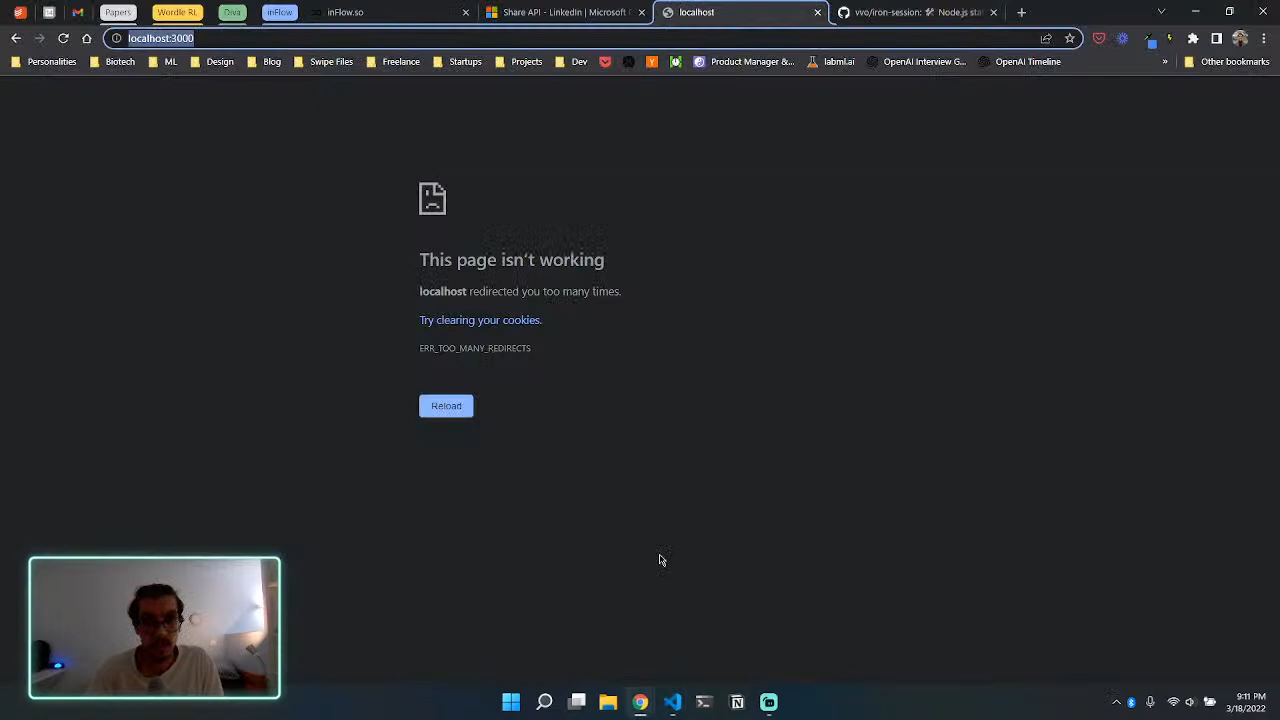 Papers Wordle RL Diva inFlow inFlow.so Share API - LinkedIn | Microsoft localhost vvo/iron-session: Node.js sta
localhost:3000
Personalities Biotech ML Design Blog Swipe Files Freelance Startups Projects Dev Product Manager &... labml.ai OpenAI Interview G... OpenAI Timeline » Other bookmarks
This page isn't working
localhost redirected you too many times.
Try clearing your cookies.
ERR_TOO_MANY_REDIRECTS
Reload
9:11 PM
3/18/2022